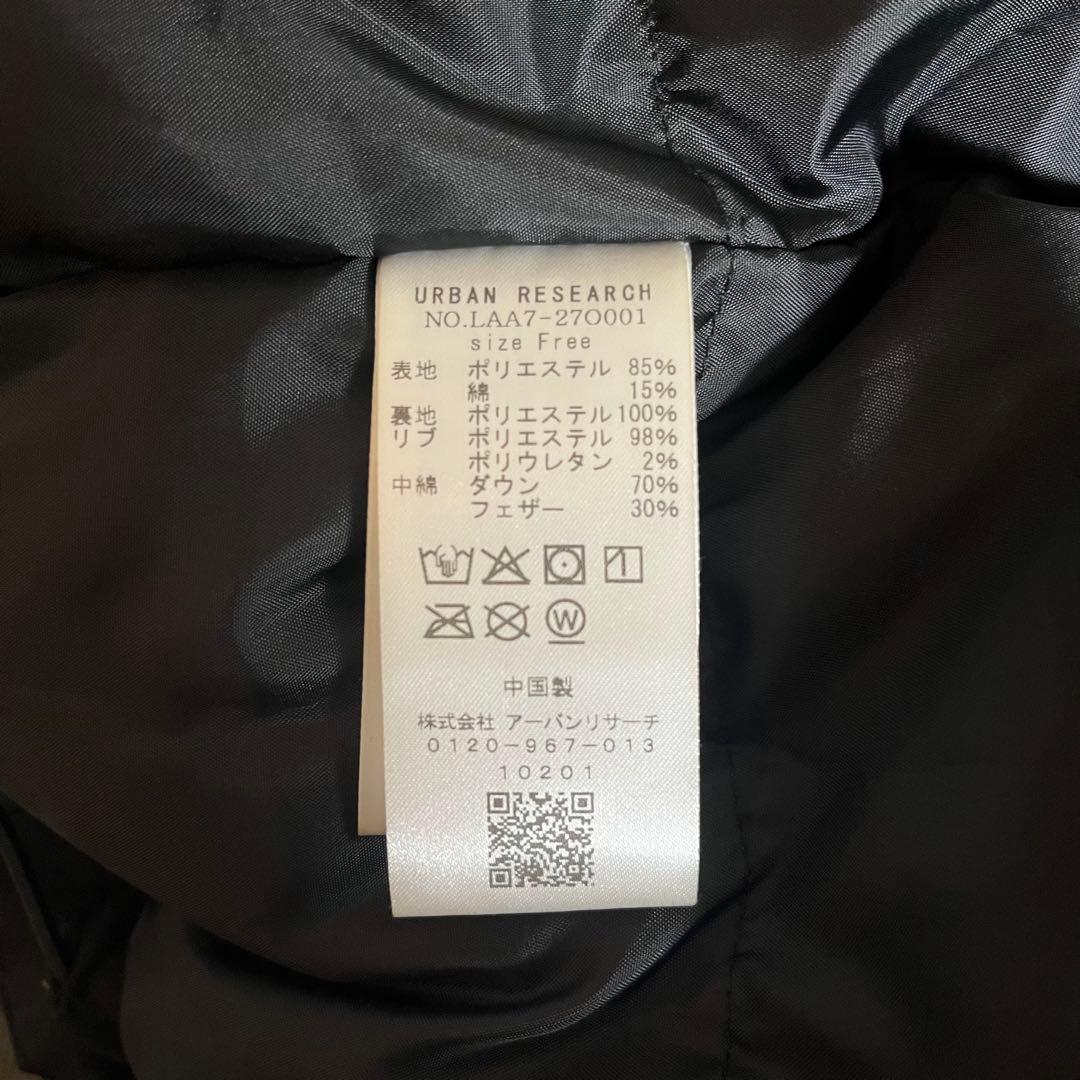 URBAN RESEARCH
NO.LAA7-27O001
size Free
表地 ポリエステル 85%
綿 15%
裏地 ポリエステル100%
リブ ポリエステル 98%
ポリウレタン 2%
中綿 ダウン 70%
フェザー 30%
W
中国製
株式会社 アーバンリサーチ
0120-967-013
10201